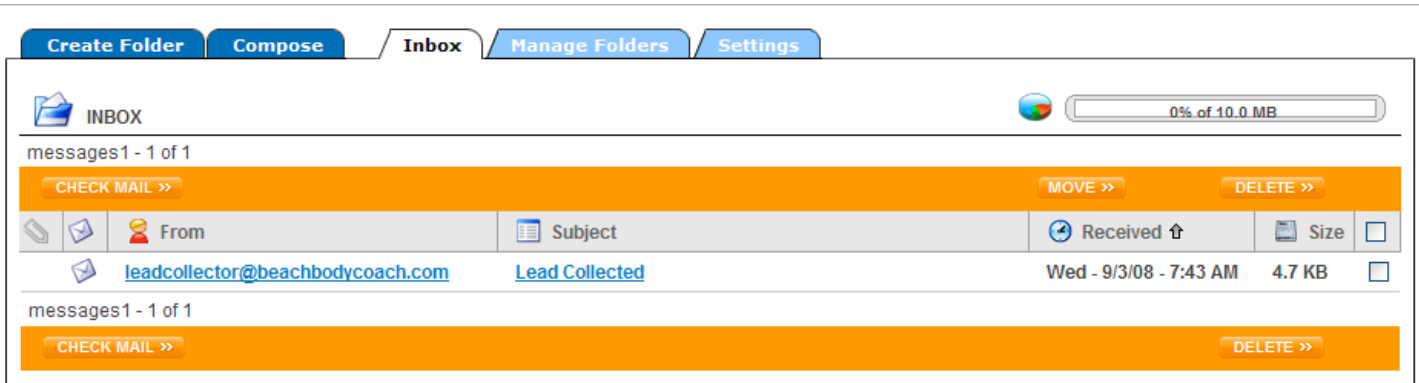 Create Folder Compose Inbox Manage Folders Settings
INBOX 0% of 10.0 MB
messages1 - 1 of 1
CHECK MAIL >> MOVE >> DELETE >>
From Subject Received ⇧ Size
leadcollector@beachbodycoach.com Lead Collected Wed - 9/3/08 - 7:43 AM 4.7 KB
messages1 - 1 of 1
CHECK MAIL >> DELETE >>